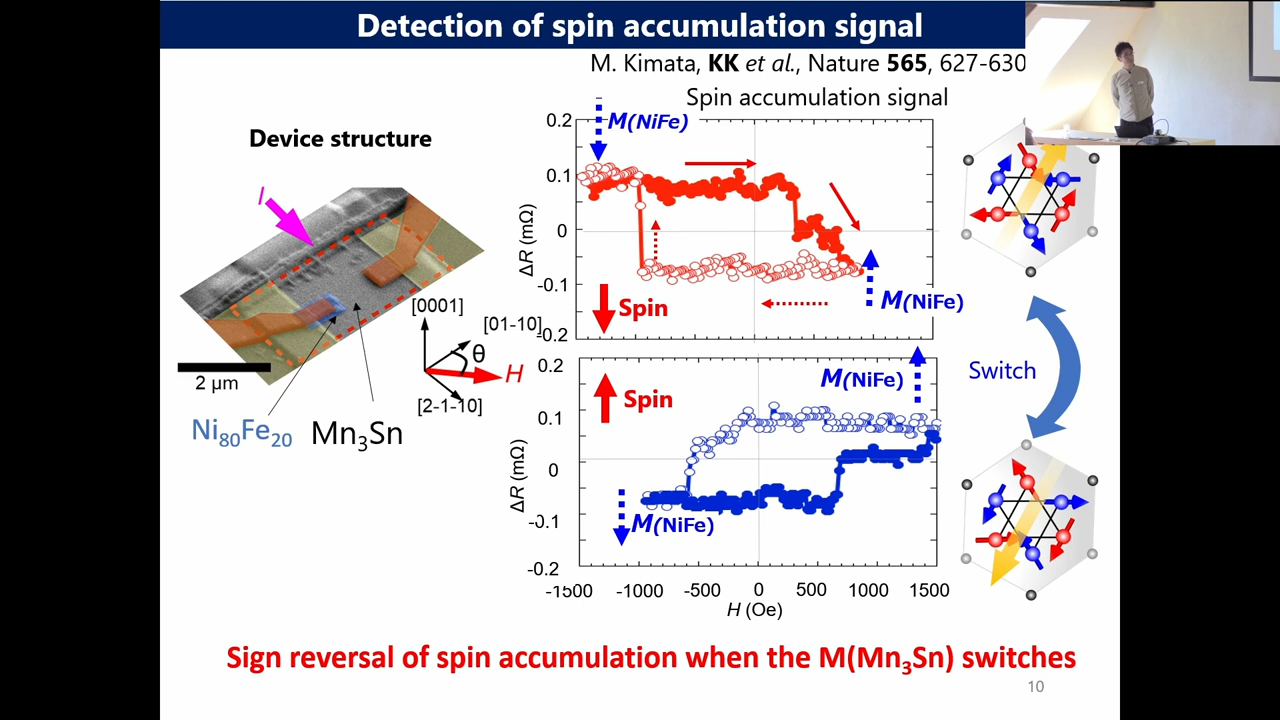 Detection of spin accumulation signal
M. Kimata, KK et al., Nature 565, 627-630
Spin accumulation signal
Device structure
I
[0001]
[01-10]
θ
H
[2-1-10]
2 μm
Ni80Fe20
Mn3Sn
0.2
0.1
0
-0.1
-0.2
ΔR (mΩ)
M(NiFe)
Spin
M(NiFe)
0.2
0.1
0
-0.1
-0.2
ΔR (mΩ)
Spin
M(NiFe)
M(NiFe)
-1500 -1000 -500 0 500 1000 1500
H (Oe)
Switch
Sign reversal of spin accumulation when the M(Mn3Sn) switches
10